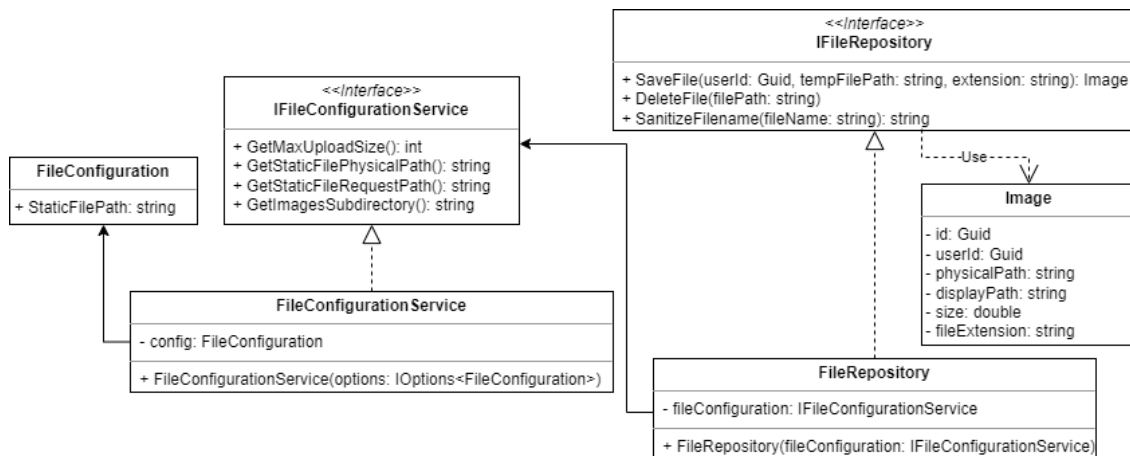 <<Interface>>
IFileRepository
+ SaveFile(userId: Guid, tempFilePath: string, extension: string): Image
+ DeleteFile(filePath: string)
+ SanitizeFilename(fileName: string): string
<<Interface>>
IFileConfigurationService
+ GetMaxUploadSize(): int
+ GetStaticFilePhysicalPath(): string
+ GetStaticFileRequestPath(): string
+ GetImagesSubdirectory(): string
FileConfiguration
+ StaticFilePath: string
Use
Image
- id: Guid
- userId: Guid
- physicalPath: string
- displayPath: string
- size: double
- fileExtension: string
FileConfigurationService
- config: FileConfiguration
+ FileConfigurationService(options: IOptions<FileConfiguration>)
FileRepository
- fileConfiguration: IFileConfigurationService
+ FileRepository(fileConfiguration: IFileConfigurationService)